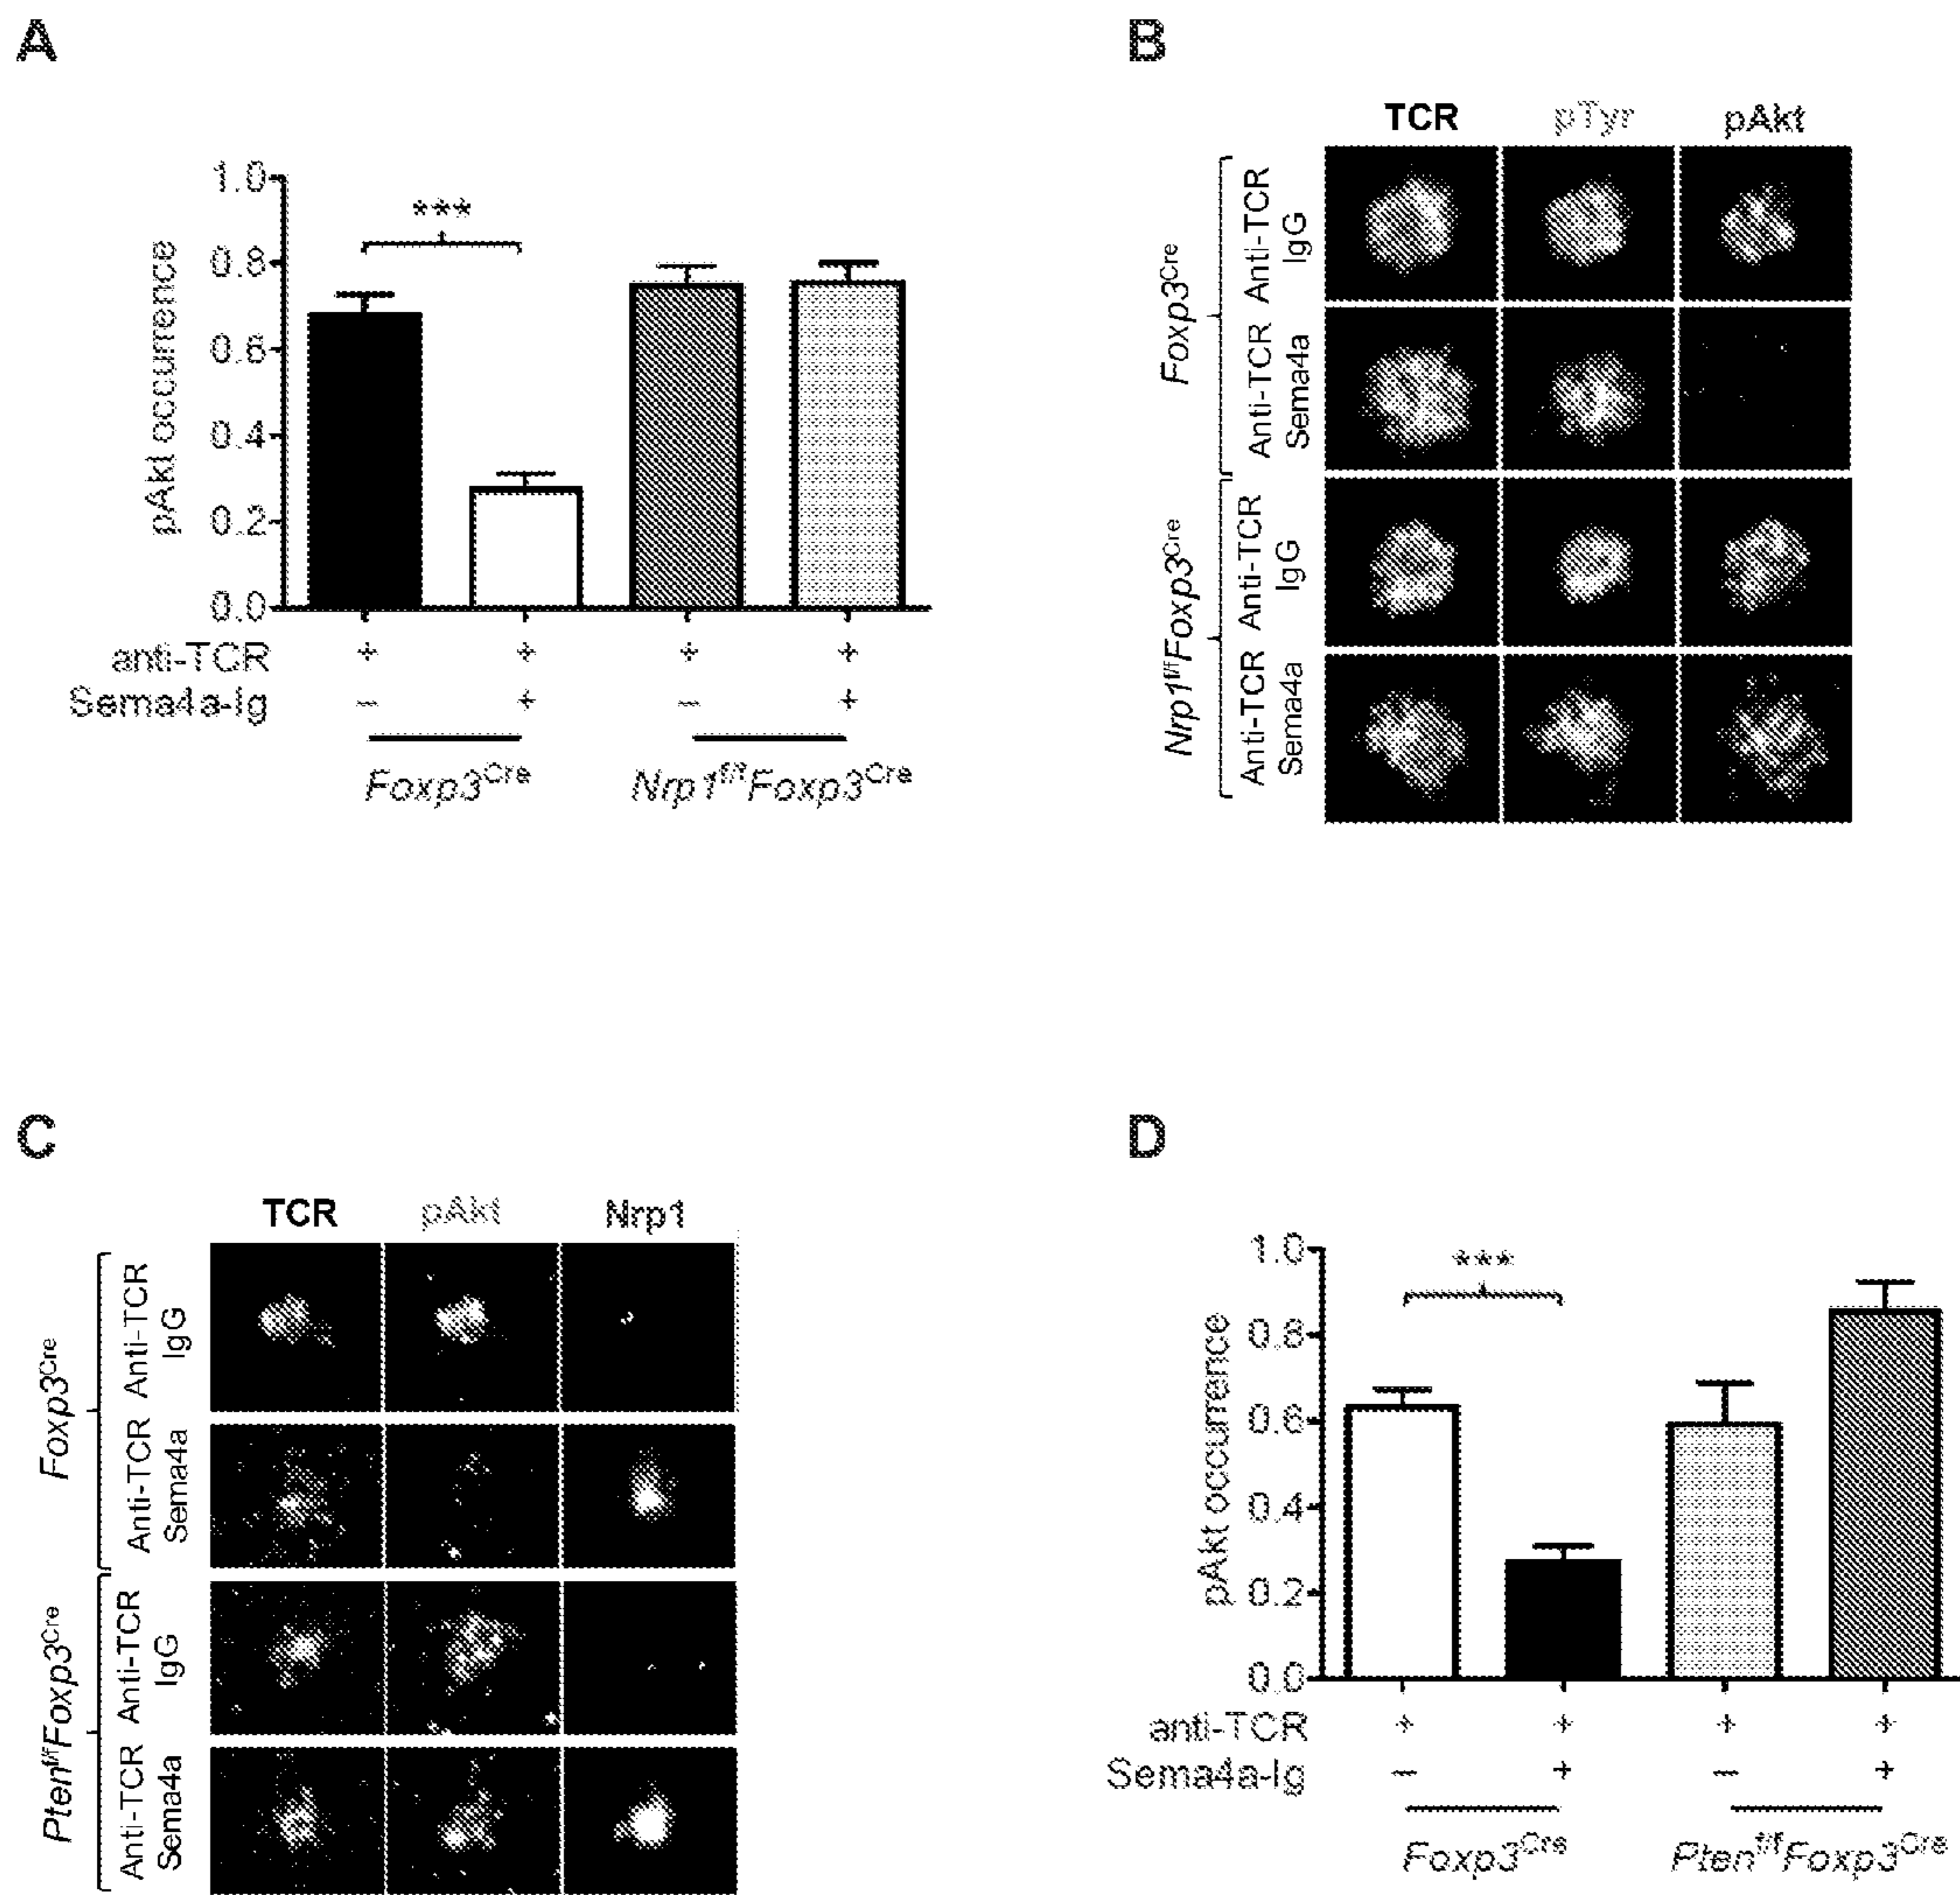 A
1.0
***
0.8
0.6
0.4
0.2
0.0
pAkt occurrence
anti-TCR + + + +
Sema4a-Ig – + – +
Foxp3Cre Nrp1f/fFoxp3Cre
B
TCR pTyr pAkt
Foxp3Cre
Anti-TCR
IgG
Anti-TCR
Sema4a
Nrp1f/fFoxp3Cre
Anti-TCR
IgG
Anti-TCR
Sema4a
C
TCR pAkt Nrp1
Foxp3Cre
Anti-TCR
IgG
Anti-TCR
Sema4a
Ptenf/fFoxp3Cre
Anti-TCR
IgG
Anti-TCR
Sema4a
D
1.0
***
0.8
0.6
0.4
0.2
0.0
pAkt occurrence
anti-TCR + + + +
Sema4a-Ig – + – +
Foxp3Cre Ptenf/fFoxp3Cre